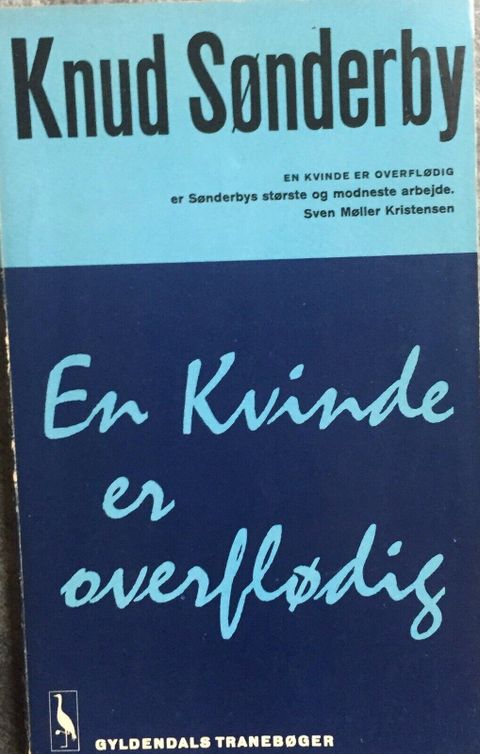 Knud Sønderby
EN KVINDE ER OVERFLØDIG
er Sønderbys største og modneste arbejde.
Sven Møller Kristensen
En Kvinde
er
overflødig
GYLDENDALS TRANEBØGER